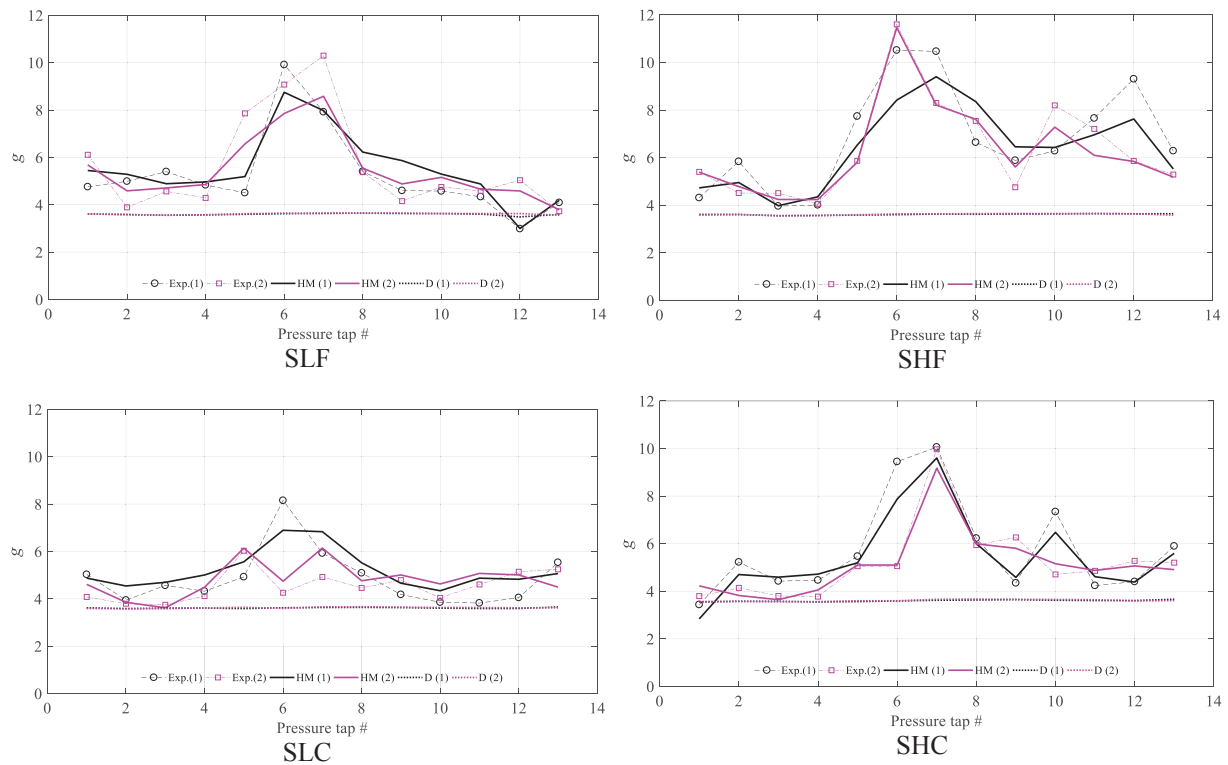 12
10
8
6
4
2
0
g
Exp.(1) Exp.(2) HM (1) HM (2) D (1) D (2)
0 2 4 6 8 10 12 14
Pressure tap #
SLF
12
10
8
6
4
2
0
g
Exp.(1) Exp.(2) HM (1) HM (2) D (1) D (2)
0 2 4 6 8 10 12 14
Pressure tap #
SHF
12
10
8
6
4
2
0
g
Exp.(1) Exp.(2) HM (1) HM (2) D (1) D (2)
0 2 4 6 8 10 12 14
Pressure tap #
SLC
12
10
8
6
4
2
0
g
Exp.(1) Exp.(2) HM (1) HM (2) D (1) D (2)
0 2 4 6 8 10 12 14
Pressure tap #
SHC